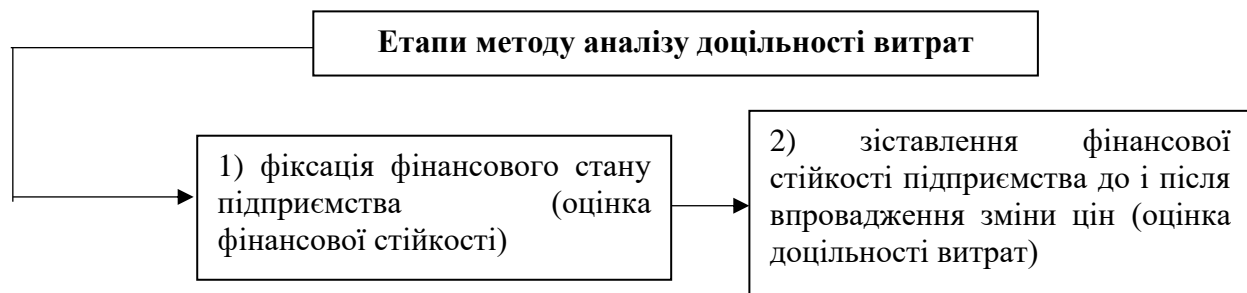 Етапи методу аналізу доцільності витрат
1) фіксація фінансового стану
підприємства (оцінка
фінансової стійкості)
2) зіставлення фінансової
стійкості підприємства до і після
впровадження зміни цін (оцінка
доцільності витрат)